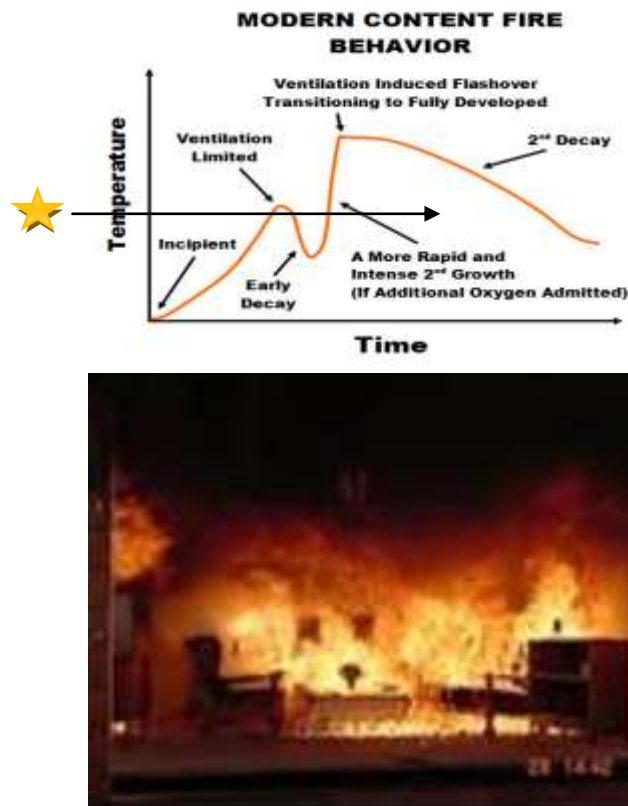 MODERN CONTENT FIRE
BEHAVIOR
Ventilation Induced Flashover
Transitioning to Fully Developed
Ventilation
Limited
2nd Decay
Temperature
Incipient
Early
Decay
A More Rapid and
Intense 2nd Growth
(If Additional Oxygen Admitted)
Time